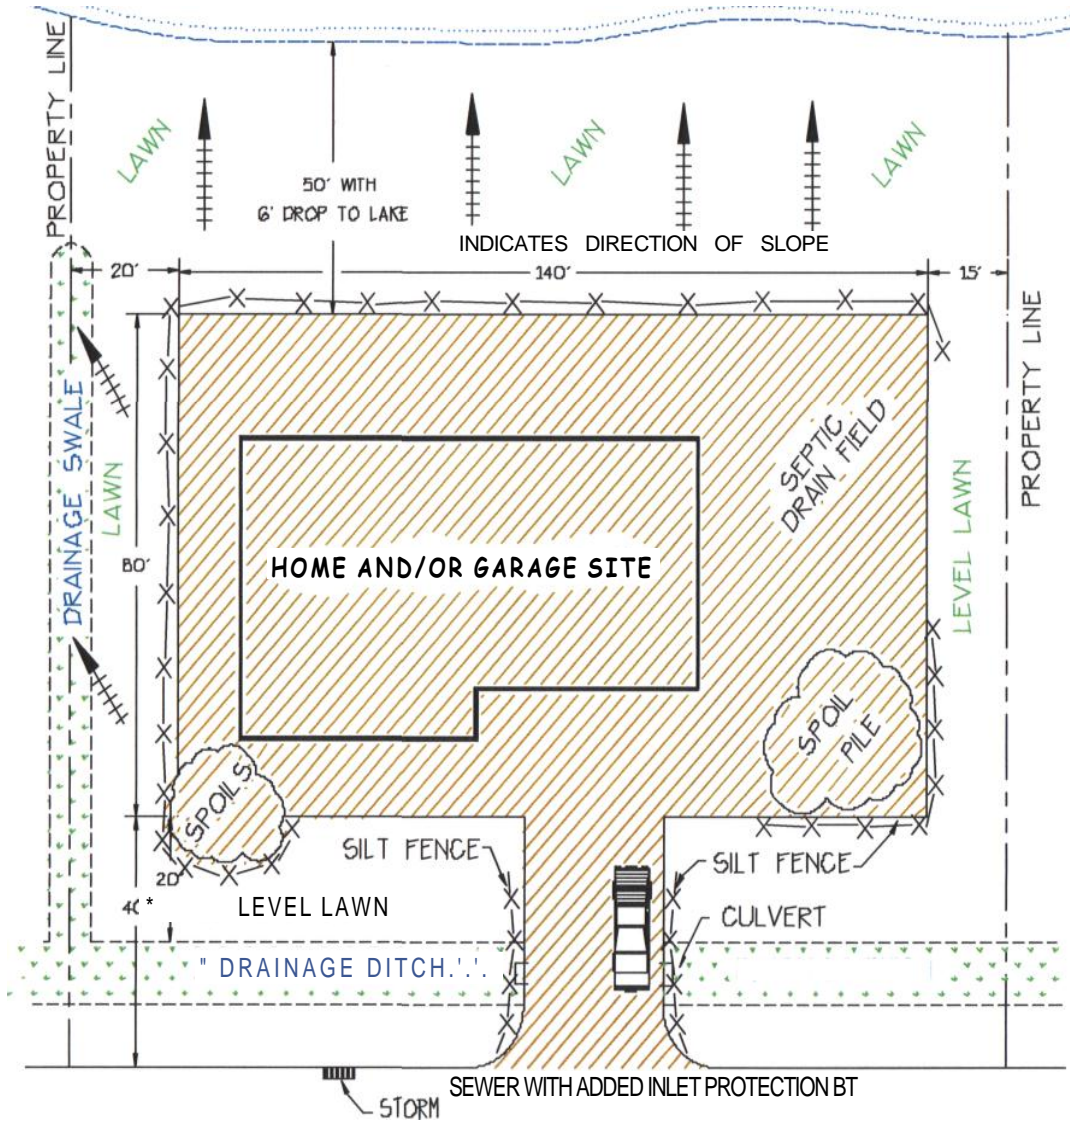 PROPERTY LINE
LAWN
LAWN
LAWN
50' WITH
6' DROP TO LAKE
INDICATES DIRECTION OF SLOPE
20'
140'
15'
PROPERTY LINE
DRAINAGE SWALE
LAWN
SEPTIC
DRAIN FIELD
LEVEL LAWN
80'
HOME AND/OR GARAGE SITE
SPOIL
PILE
SPOILS
SILT FENCE
SILT FENCE
20'
LEVEL LAWN
CULVERT
" DRAINAGE DITCH.'.'.
SEWER WITH ADDED INLET PROTECTION BT
STORM